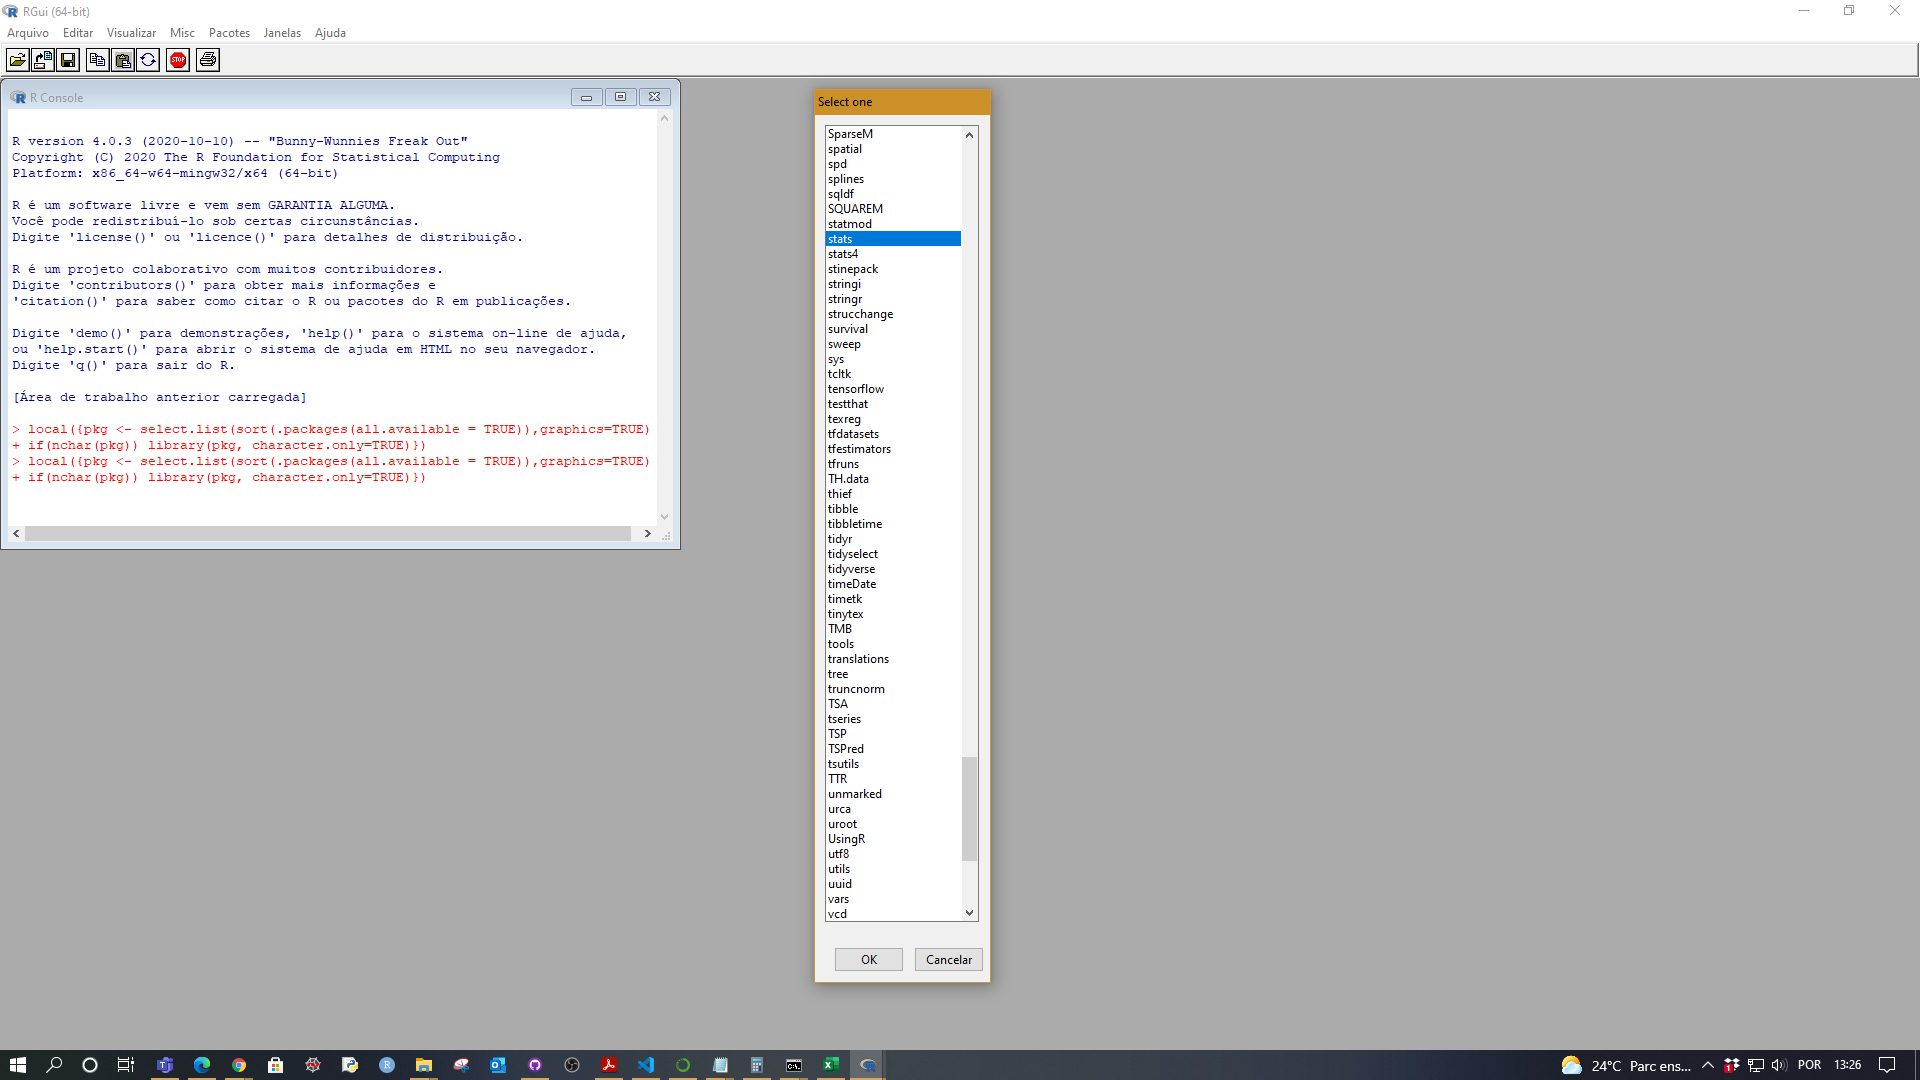 RGui (64-bit)
Arquivo Editar Visualizar Misc Pacotes Janelas Ajuda
STOP
R Console
R version 4.0.3 (2020-10-10) -- "Bunny-Wunnies Freak Out"
Copyright (C) 2020 The R Foundation for Statistical Computing
Platform: x86_64-w64-mingw32/x64 (64-bit)
R é um software livre e vem sem GARANTIA ALGUMA.
Você pode redistribuí-lo sob certas circunstâncias.
Digite 'license()' ou 'licence()' para detalhes de distribuição.
R é um projeto colaborativo com muitos contribuidores.
Digite 'contributors()' para obter mais informações e
'citation()' para saber como citar o R ou pacotes do R em publicações.
Digite 'demo()' para demonstrações, 'help()' para o sistema on-line de ajuda,
ou 'help.start()' para abrir o sistema de ajuda em HTML no seu navegador.
Digite 'q()' para sair do R.
[Área de trabalho anterior carregada]
> local({pkg <- select.list(sort(.packages(all.available = TRUE)),graphics=TRUE)
+ if(nchar(pkg)) library(pkg, character.only=TRUE)})
> local({pkg <- select.list(sort(.packages(all.available = TRUE)),graphics=TRUE)
+ if(nchar(pkg)) library(pkg, character.only=TRUE)})
Select one
SparseM
spatial
spd
splines
sqldf
SQUAREM
statmod
stats
stats4
stinepack
stringi
stringr
strucchange
survival
sweep
sys
tcltk
tensorflow
testthat
texreg
tfdatasets
tfestimators
tfruns
TH.data
thief
tibble
tibbletime
tidyr
tidyselect
tidyverse
timeDate
timetk
tinytex
TMB
tools
translations
tree
truncnorm
TSA
tseries
TSP
TSPred
tsutils
TTR
unmarked
urca
uroot
UsingR
utf8
utils
uuid
vars
vcd
OK Cancelar
24°C Parc ens... POR 13:26